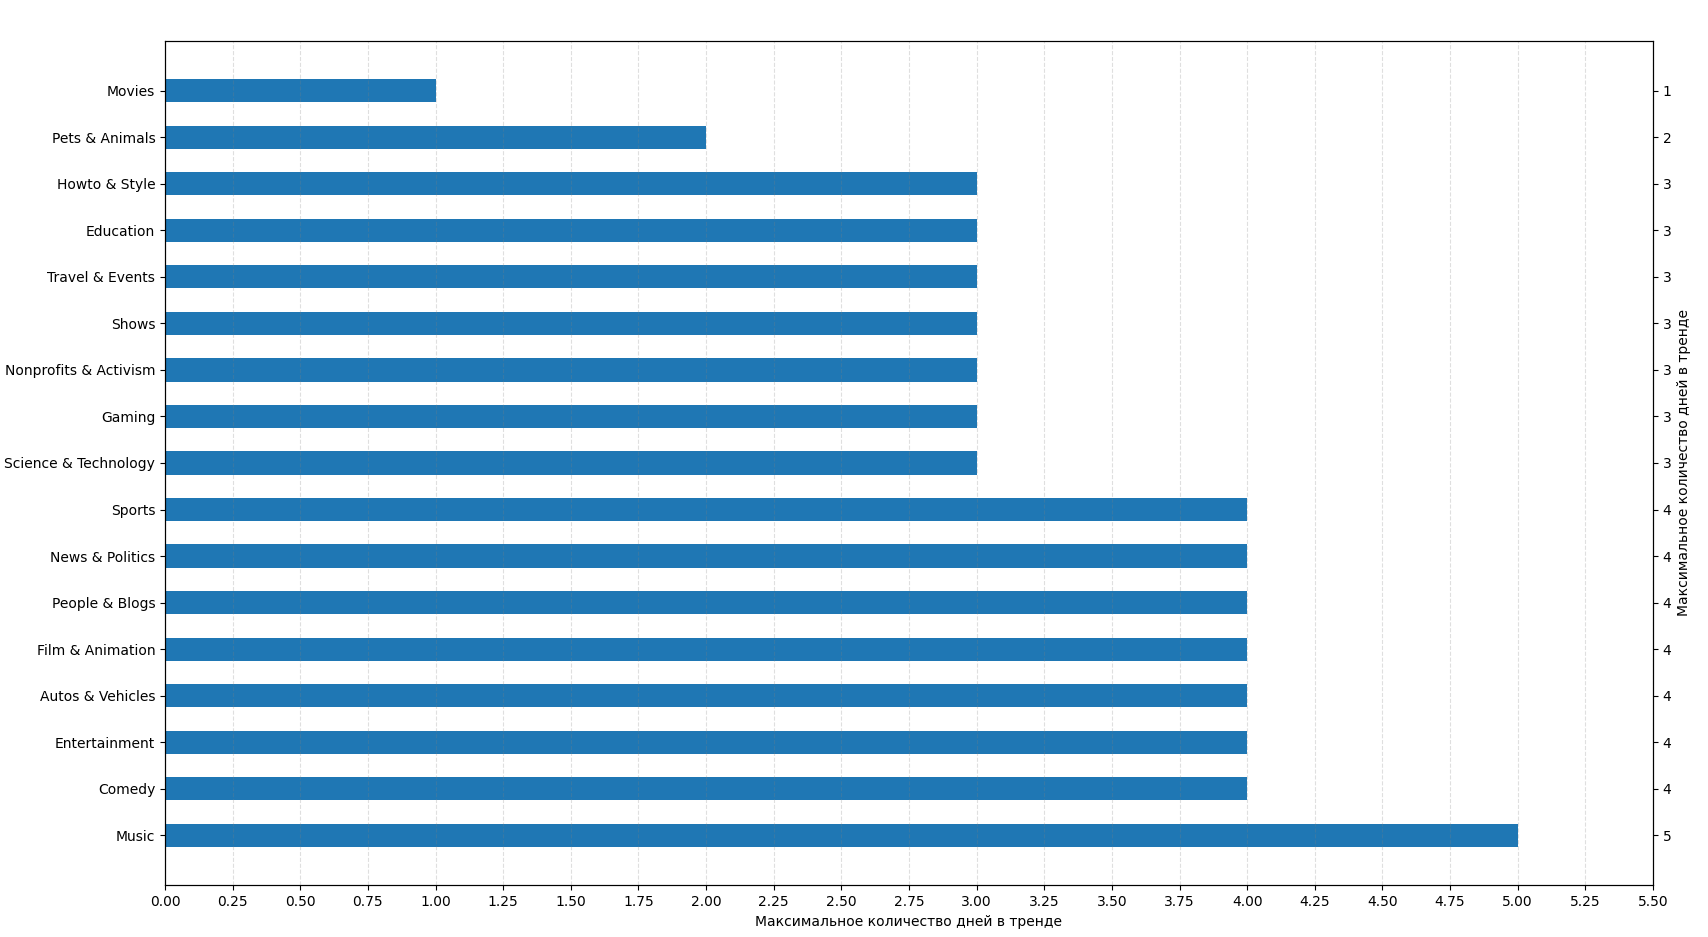 Movies 1
Pets & Animals 2
Howto & Style 3
Education 3
Travel & Events 3
Shows 3
Nonprofits & Activism 3
Gaming 3
Science & Technology 3
Sports 4
News & Politics 4
People & Blogs 4
Film & Animation 4
Autos & Vehicles 4
Entertainment 4
Comedy 4
Music 5
Максимальное количество дней в тренде
0.00 0.25 0.50 0.75 1.00 1.25 1.50 1.75 2.00 2.25 2.50 2.75 3.00 3.25 3.50 3.75 4.00 4.25 4.50 4.75 5.00 5.25 5.50
Максимальное количество дней в тренде